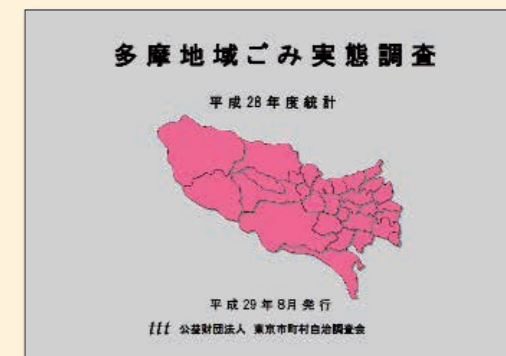 多摩地域ごみ実態調査
平成28年度統計
平成29年8月発行
ttt 公益財団法人 東京市町村自治調査会